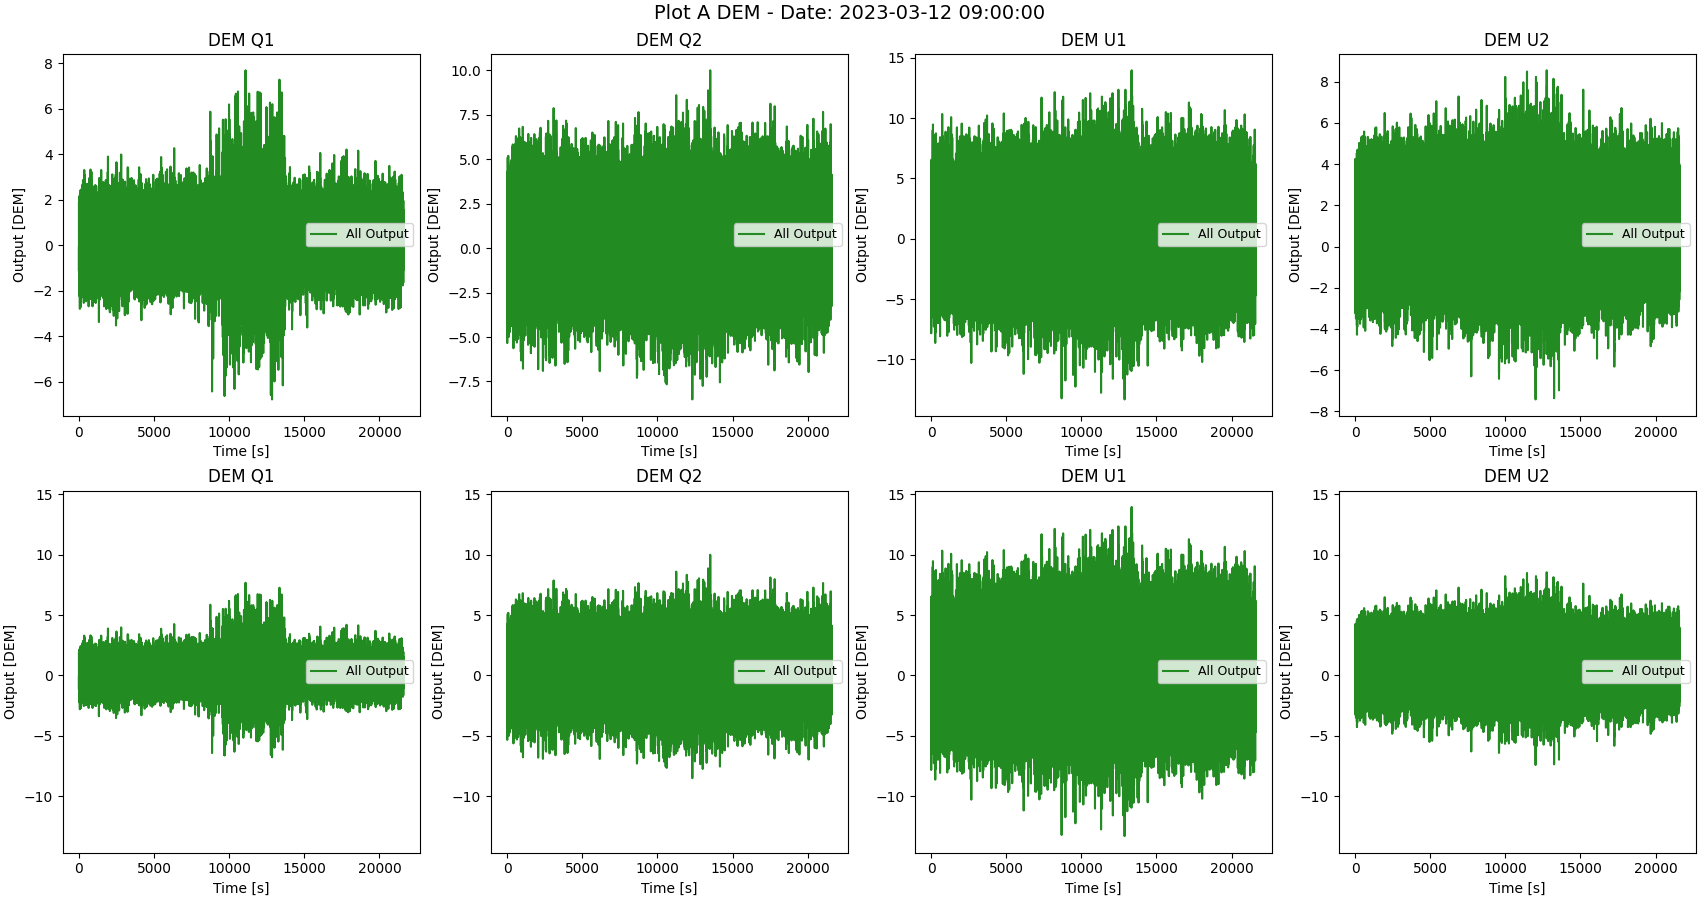 Plot A DEM - Date: 2023-03-12 09:00:00
DEM Q1
DEM Q2
DEM U1
DEM U2
8
6
4
2
0
−2
−4
−6
Output [DEM]
All Output
0 5000 10000 15000 20000
Time [s]
10.0
7.5
5.0
2.5
0.0
−2.5
−5.0
−7.5
Output [DEM]
All Output
0 5000 10000 15000 20000
Time [s]
15
10
5
0
−5
−10
Output [DEM]
All Output
0 5000 10000 15000 20000
Time [s]
8
6
4
2
0
−2
−4
−6
−8
Output [DEM]
All Output
0 5000 10000 15000 20000
Time [s]
DEM Q1
DEM Q2
DEM U1
DEM U2
15
10
5
0
−5
−10
Output [DEM]
All Output
0 5000 10000 15000 20000
Time [s]
15
10
5
0
−5
−10
Output [DEM]
All Output
0 5000 10000 15000 20000
Time [s]
15
10
5
0
−5
−10
Output [DEM]
All Output
0 5000 10000 15000 20000
Time [s]
15
10
5
0
−5
−10
Output [DEM]
All Output
0 5000 10000 15000 20000
Time [s]